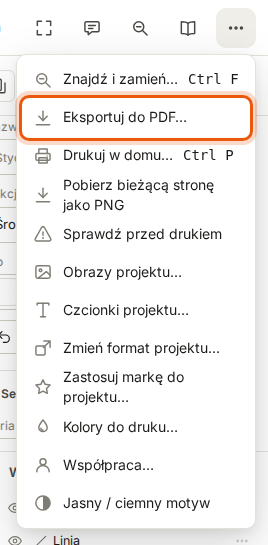 Znajdź i zamień... Ctrl F
Eksportuj do PDF...
Drukuj w domu... Ctrl P
Pobierz bieżącą stronę
jako PNG
Sprawdź przed drukiem
Obrazy projektu...
Czcionki projektu...
Zmień format projektu...
Zastosuj markę do
projektu...
Kolory do druku...
Współpraca...
Jasny / ciemny motyw
Linia